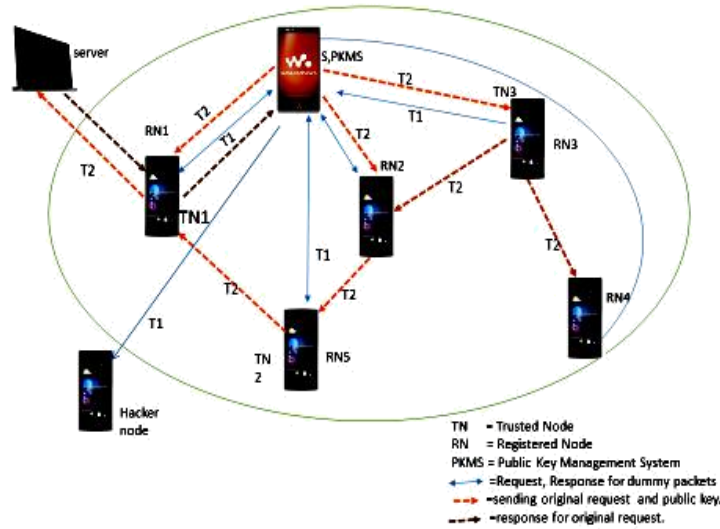 server
S,PKMS
T2
TN3
RN1
T2
T1
T1
T2
RN3
RN2
T2
TN1
T2
T2
T1
T2
T2
RN4
T1
TN
2
RN5
Hacker
node
TN = Trusted Node
RN = Registered Node
PKMS = Public Key Management System
=Request, Response for dummy packets
=sending original request and public key.
=response for original request.